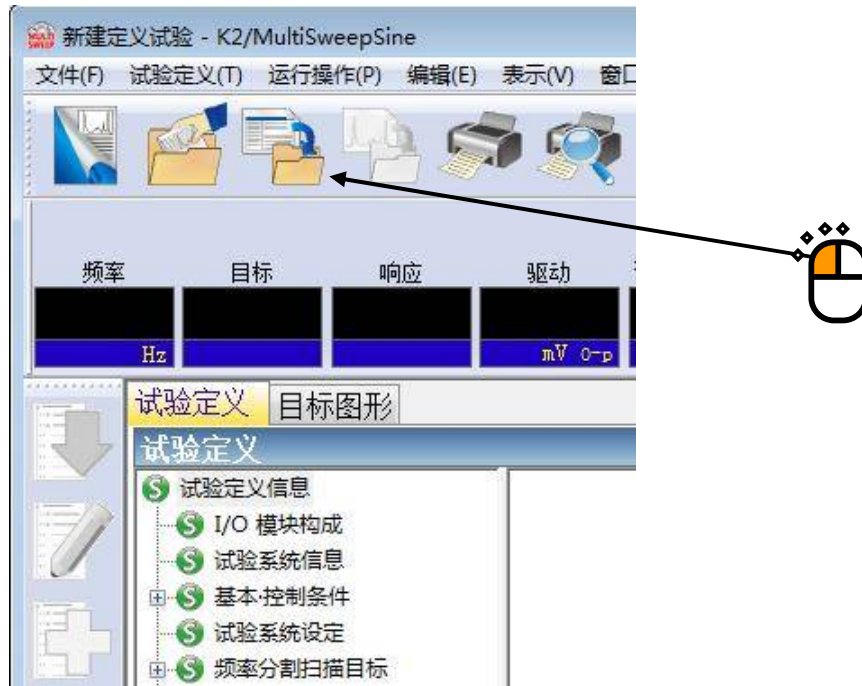 新建定义试验 - K2/MultiSweepSine
文件(F) 试验定义(T) 运行操作(P) 编辑(E) 表示(V)
频率 目标 响应 驱动
Hz mV 0-p
试验定义 目标图形
试验定义
试验定义信息
I/O 模块构成
试验系统信息
基本·控制条件
试验系统设定
频率分割扫描目标